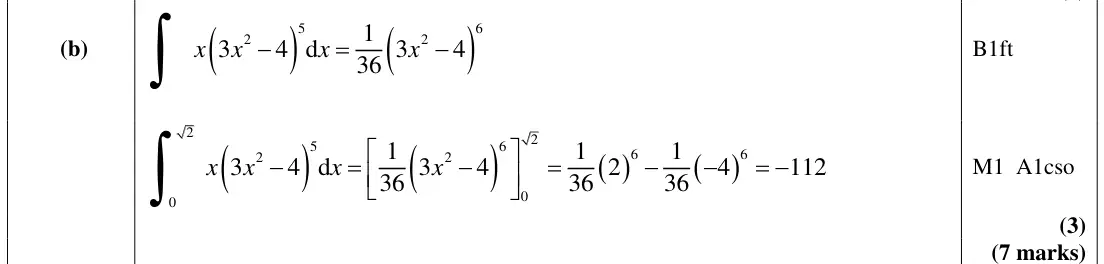 (b) ∫ x(3x² − 4)⁵ dx = 1/36 (3x² − 4)⁶ B1ft
∫₀^√2 x(3x² − 4)⁵ dx = [1/36 (3x² − 4)⁶]₀^√2 = 1/36 (2)⁶ − 1/36 (−4)⁶ = −112 M1 A1cso
(3)
(7 marks)